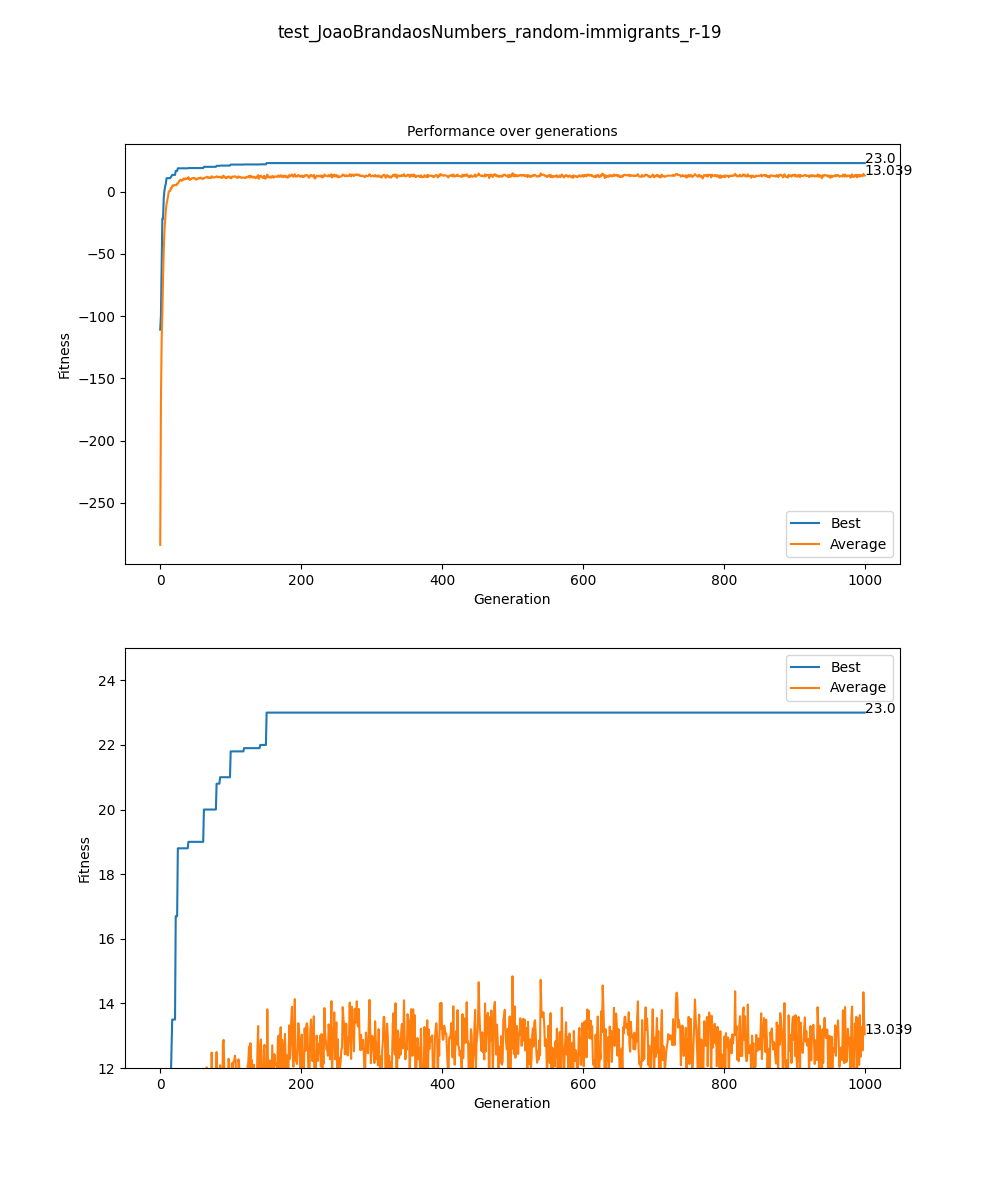 test_JoaoBrandaosNumbers_random-immigrants_r-19
Performance over generations
23.0
13.039
0
−50
−100
−150
−200
−250
Fitness
Best
Average
0 200 400 600 800 1000
Generation
24
22
20
18
16
14
12
Fitness
Best
Average
23.0
13.039
0 200 400 600 800 1000
Generation